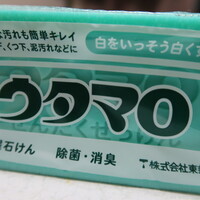 汚れも簡単キレイ
くつ下、泥汚れなどに
白をいっそう白く
ウタマロ
石けん
除菌・消臭
株式会社東